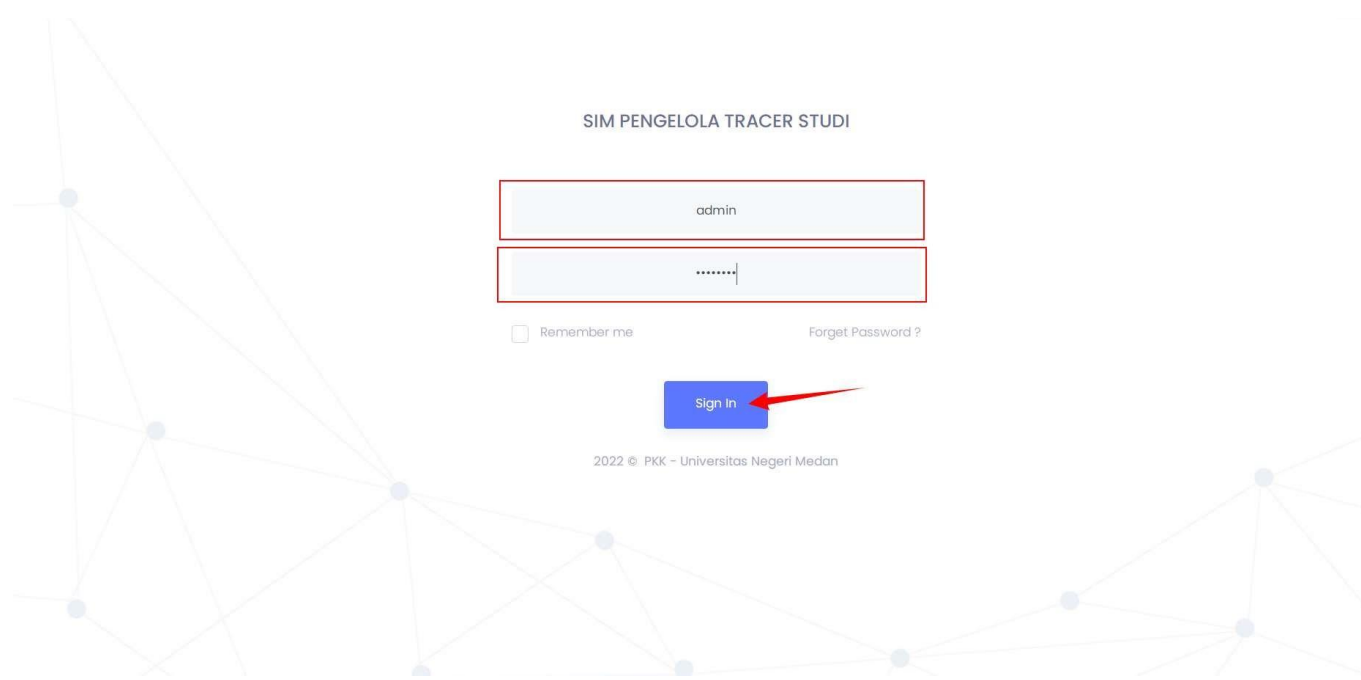 SIM PENGELOLA TRACER STUDI
admin
••••••••
Remember me
Forget Password ?
Sign In
2022 © PKK - Universitas Negeri Medan